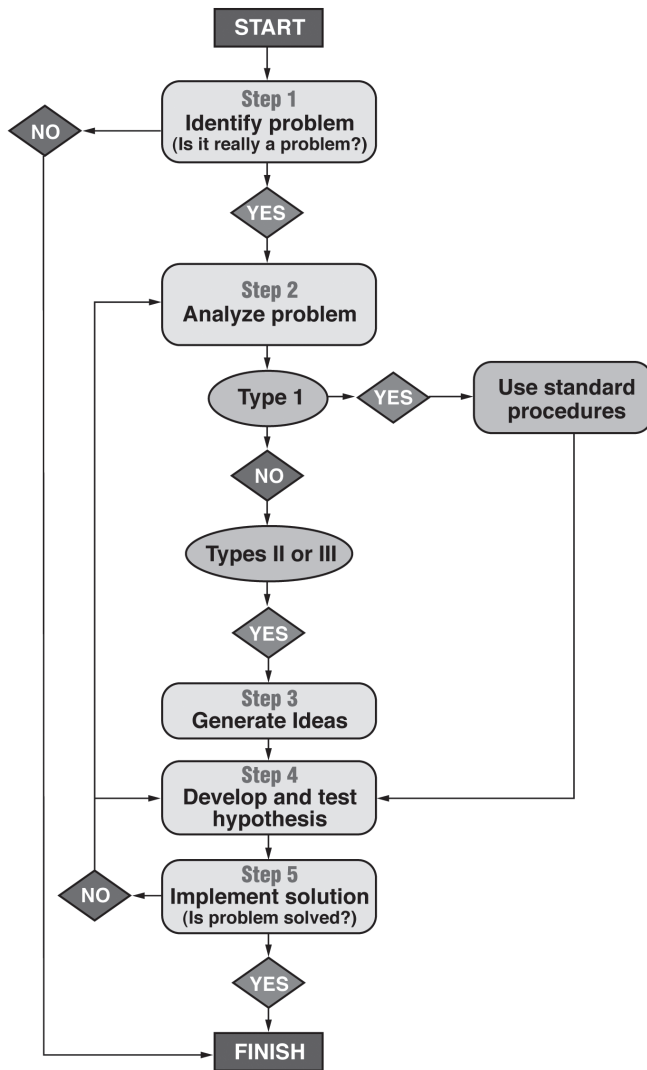 START
Step 1
Identify problem
(Is it really a problem?)
NO
YES
Step 2
Analyze problem
Type 1
YES
Use standard
procedures
NO
Types II or III
YES
Step 3
Generate Ideas
Step 4
Develop and test
hypothesis
Step 5
Implement solution
(Is problem solved?)
NO
YES
FINISH